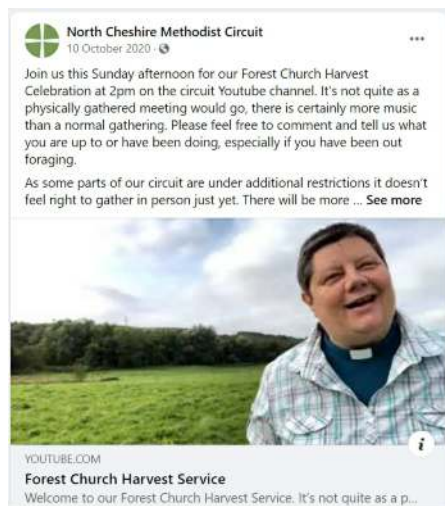 North Cheshire Methodist Circuit
10 October 2020 ·
Join us this Sunday afternoon for our Forest Church Harvest
Celebration at 2pm on the circuit Youtube channel. It's not quite as a
physically gathered meeting would go, there is certainly more music
than a normal gathering. Please feel free to comment and tell us what
you are up to or have been doing, especially if you have been out
foraging.
As some parts of our circuit are under additional restrictions it doesn't
feel right to gather in person just yet. There will be more ... See more
i
YOUTUBE.COM
Forest Church Harvest Service
Welcome to our Forest Church Harvest Service. It's not quite as a p...